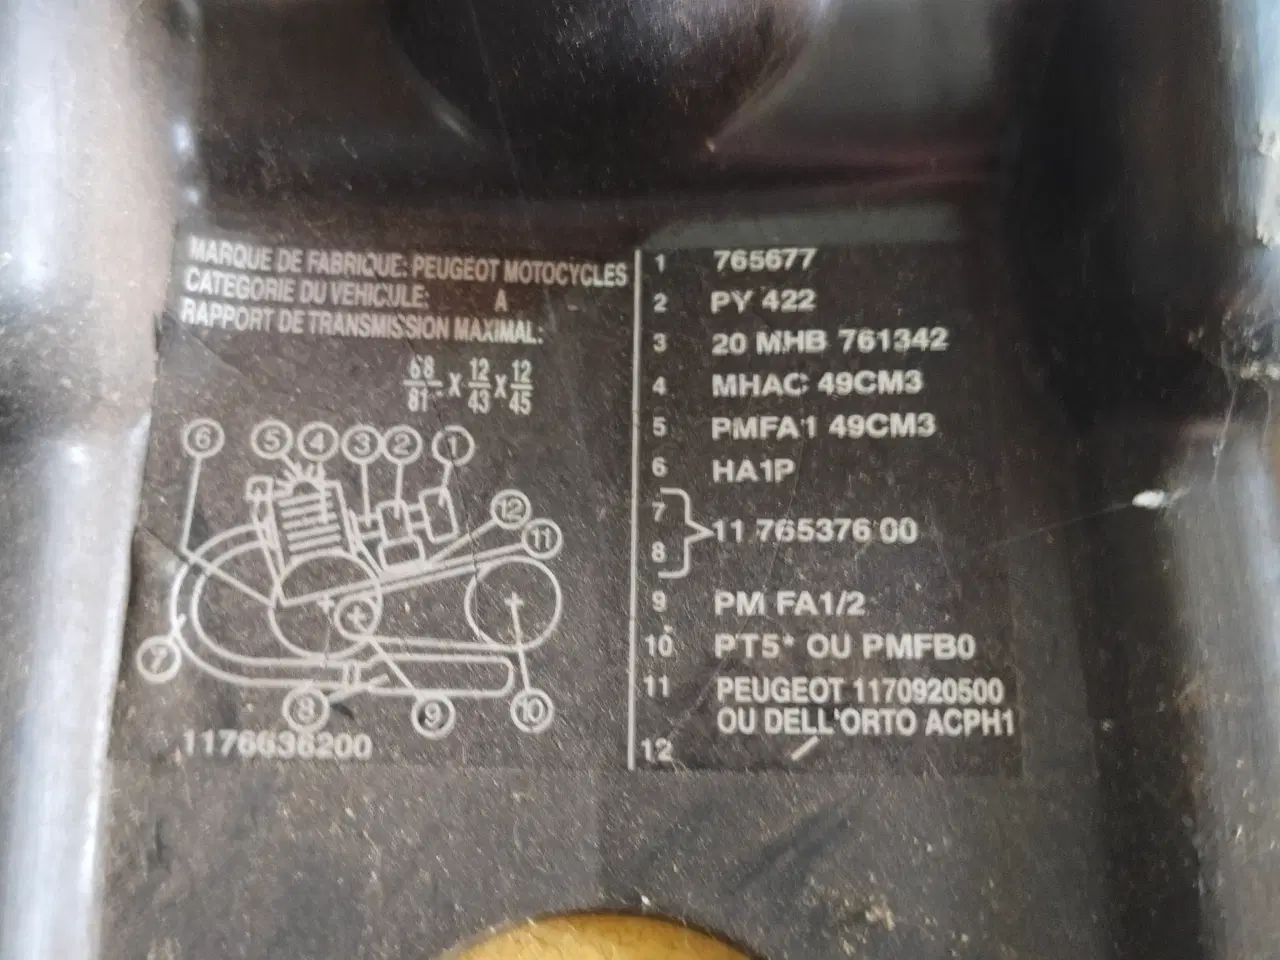 MARQUE DE FABRIQUE: PEUGEOT MOTOCYCLES
CATEGORIE DU VEHICULE: A
RAPPORT DE TRANSMISSION MAXIMAL:
68/81 x 12/43 x 12/45
6 5 4 3 2 1
12
11
7
8 9 10
1176636200
1 765677
2 PY 422
3 20 MHB 761342
4 MHAC 49CM3
5 PMFA1 49CM3
6 HA1P
7
11 765376 00
8
9 PM FA1/2
10 PT5* OU PMFB0
11 PEUGEOT 1170920500
OU DELL'ORTO ACPH1
12 /